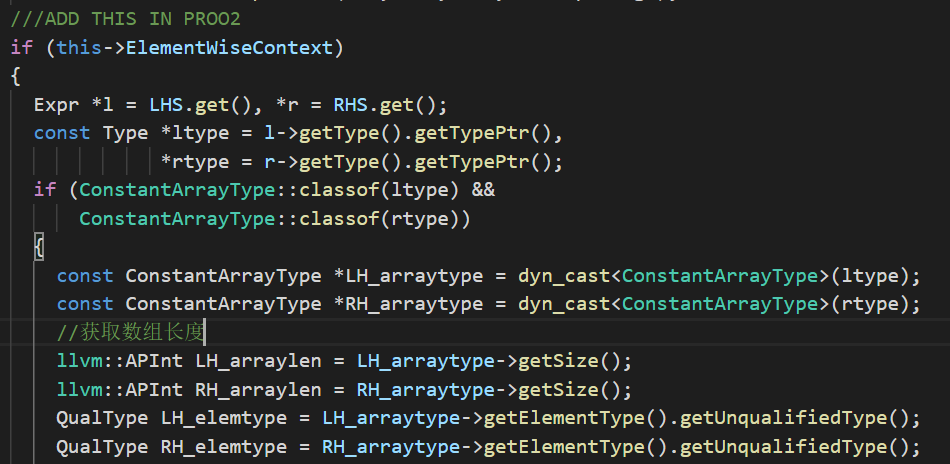 ///ADD THIS IN PROO2
if (this->ElementWiseContext)
{
Expr *l = LHS.get(), *r = RHS.get();
const Type *ltype = l->getType().getTypePtr(),
*rtype = r->getType().getTypePtr();
if (ConstantArrayType::classof(ltype) &&
ConstantArrayType::classof(rtype))
{
const ConstantArrayType *LH_arraytype = dyn_cast<ConstantArrayType>(ltype);
const ConstantArrayType *RH_arraytype = dyn_cast<ConstantArrayType>(rtype);
//获取数组长度
llvm::APInt LH_arraylen = LH_arraytype->getSize();
llvm::APInt RH_arraylen = RH_arraytype->getSize();
QualType LH_elemtype = LH_arraytype->getElementType().getUnqualifiedType();
QualType RH_elemtype = RH_arraytype->getElementType().getUnqualifiedType();